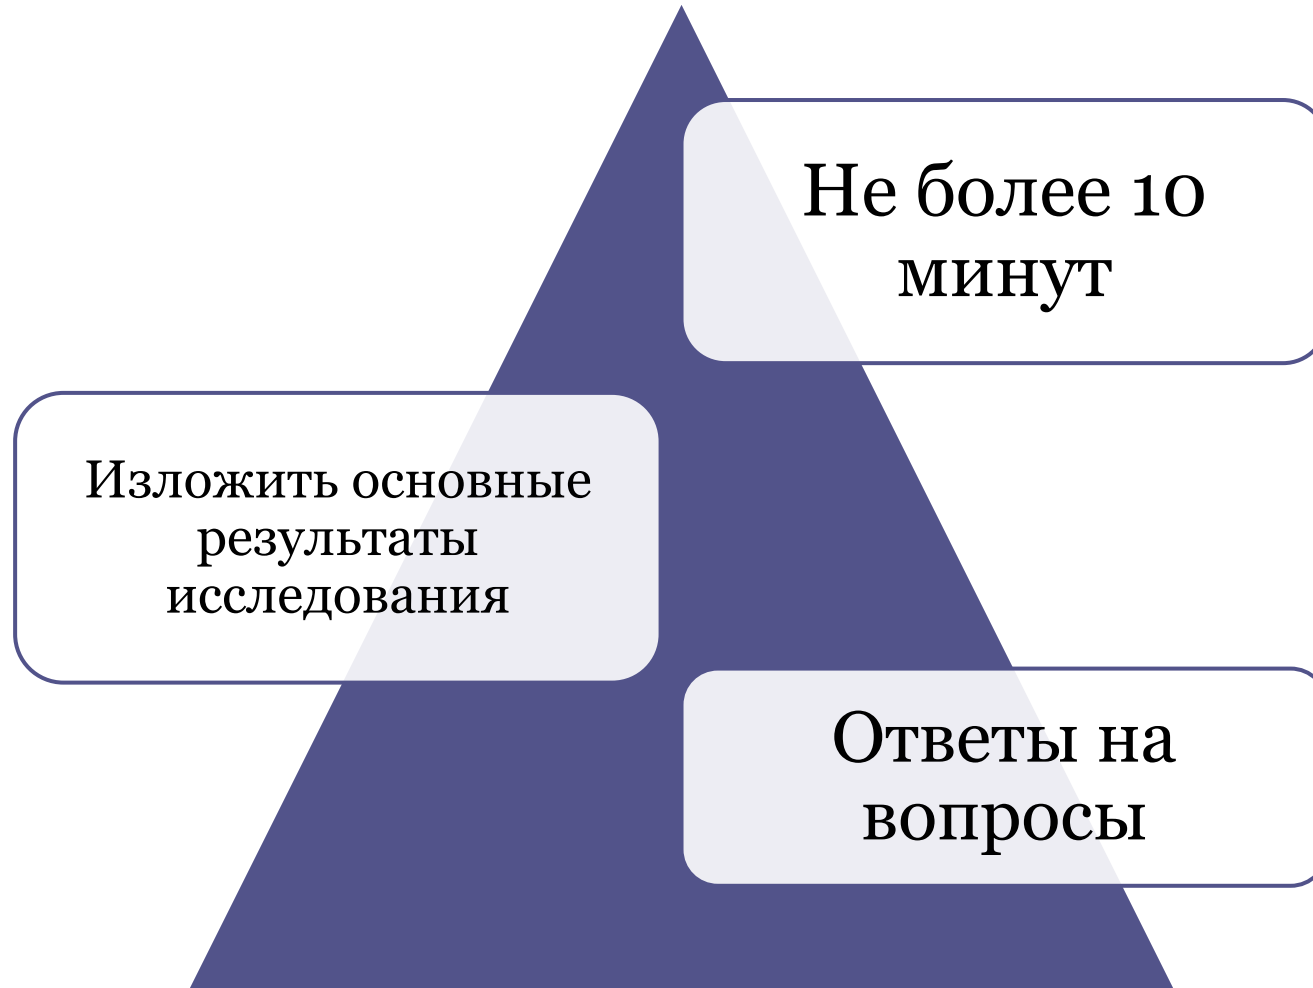 Не более 10
минут
Изложить основные
результаты
исследования
Ответы на
вопросы